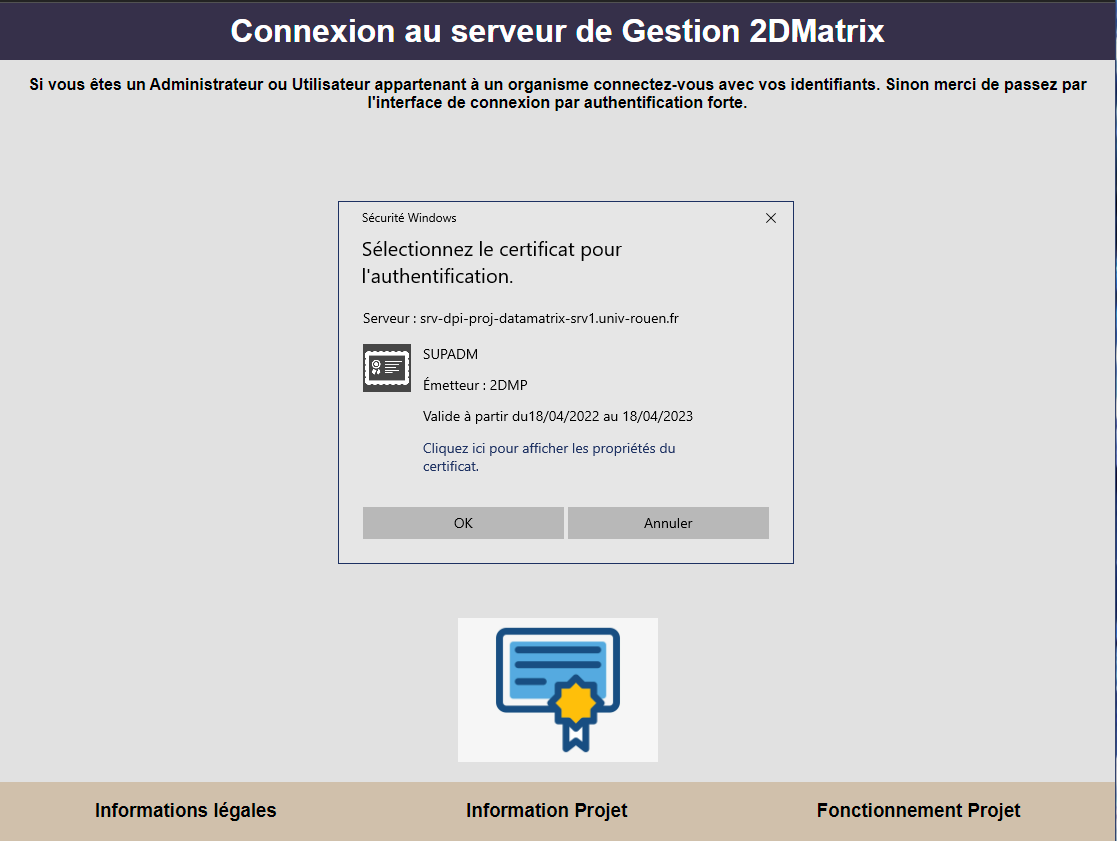 Connexion au serveur de Gestion 2DMatrix
Si vous êtes un Administrateur ou Utilisateur appartenant à un organisme connectez-vous avec vos identifiants. Sinon merci de passez par
l'interface de connexion par authentification forte.
Sécurité Windows
Sélectionnez le certificat pour
l'authentification.
Serveur : srv-dpi-proj-datamatrix-srv1.univ-rouen.fr
SUPADM
Émetteur : 2DMP
Valide à partir du18/04/2022 au 18/04/2023
Cliquez ici pour afficher les propriétés du
certificat.
OK Annuler
Informations légales Information Projet Fonctionnement Projet